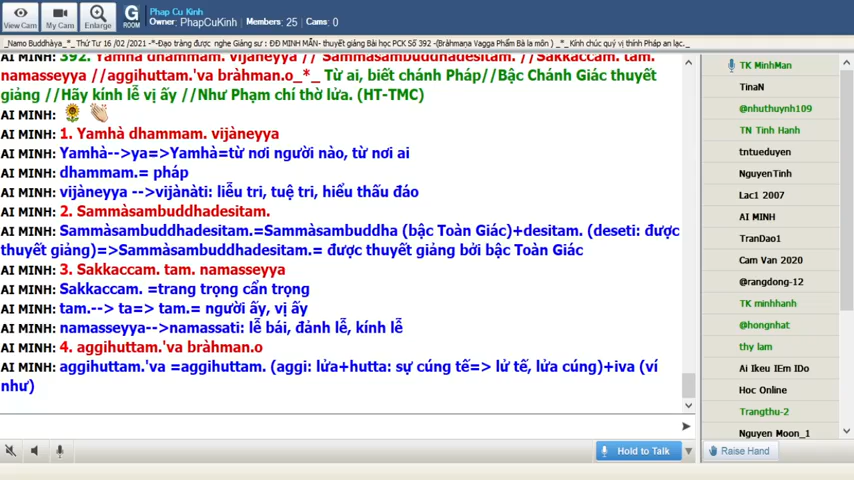 View Cam
My Cam
Enlarge
G
ROOM
Phap Cu Kinh
Owner: PhapCuKinh | Members: 25 | Cams: 0
_Namo Buddhàya_*_ Thứ Tư 16 /02 /2021 -*-Đạo tràng được nghe Giảng sư : ĐĐ MINH MẪN- thuyết giảng Bài học PCK Số 392 -(Bràhmaṇa Vagga Phẩm Bà la môn ) _*_ Kính chúc quý vị thính Pháp an lạc._
392. Yamhà dhammam. vijàneyya // Sammàsambuddhadesitam. //Sakkaccam. tam.
namasseyya //aggihuttam.'va bràhman.o_*_ Từ ai, biết chánh Pháp//Bậc Chánh Giác thuyết
giảng //Hãy kính lễ vị ấy //Như Phạm chí thờ lửa. (HT-TMC)
AI MINH:
AI MINH: 1. Yamhà dhammam. vijàneyya
AI MINH: Yamhà-->ya=>Yamhà=từ nơi người nào, từ nơi ai
AI MINH: dhammam.= pháp
AI MINH: vijàneyya -->vijànàti: liễu tri, tuệ tri, hiểu thấu đáo
AI MINH: 2. Sammàsambuddhadesitam.
AI MINH: Sammàsambuddhadesitam.=Sammàsambuddha (bậc Toàn Giác)+desitam. (deseti: được
thuyết giảng)=>Sammàsambuddhadesitam.= được thuyết giảng bởi bậc Toàn Giác
AI MINH: 3. Sakkaccam. tam. namasseyya
AI MINH: Sakkaccam. =trang trọng cẩn trọng
AI MINH: tam.--> ta=> tam.= người ấy, vị ấy
AI MINH: namasseyya-->namassati: lễ bái, đảnh lễ, kính lễ
AI MINH: 4. aggihuttam.'va bràhman.o
AI MINH: aggihuttam.'va =aggihuttam. (aggi: lửa+hutta: sự cúng tế=> lử tế, lửa cúng)+iva (ví
như)
Hold to Talk
TK MinhMan
TinaN
@nhuthuynh109
TN Tinh Hanh
tntueduyen
NguyenTinh
Lac1 2007
AI MINH
TranDao1
Cam Van 2020
@rangdong-12
TK minhhanh
@hongnhat
thy lam
Ai Ikeu IEm IDo
Hoc Online
Trangthu-2
Nguyen Moon_1
Raise Hand